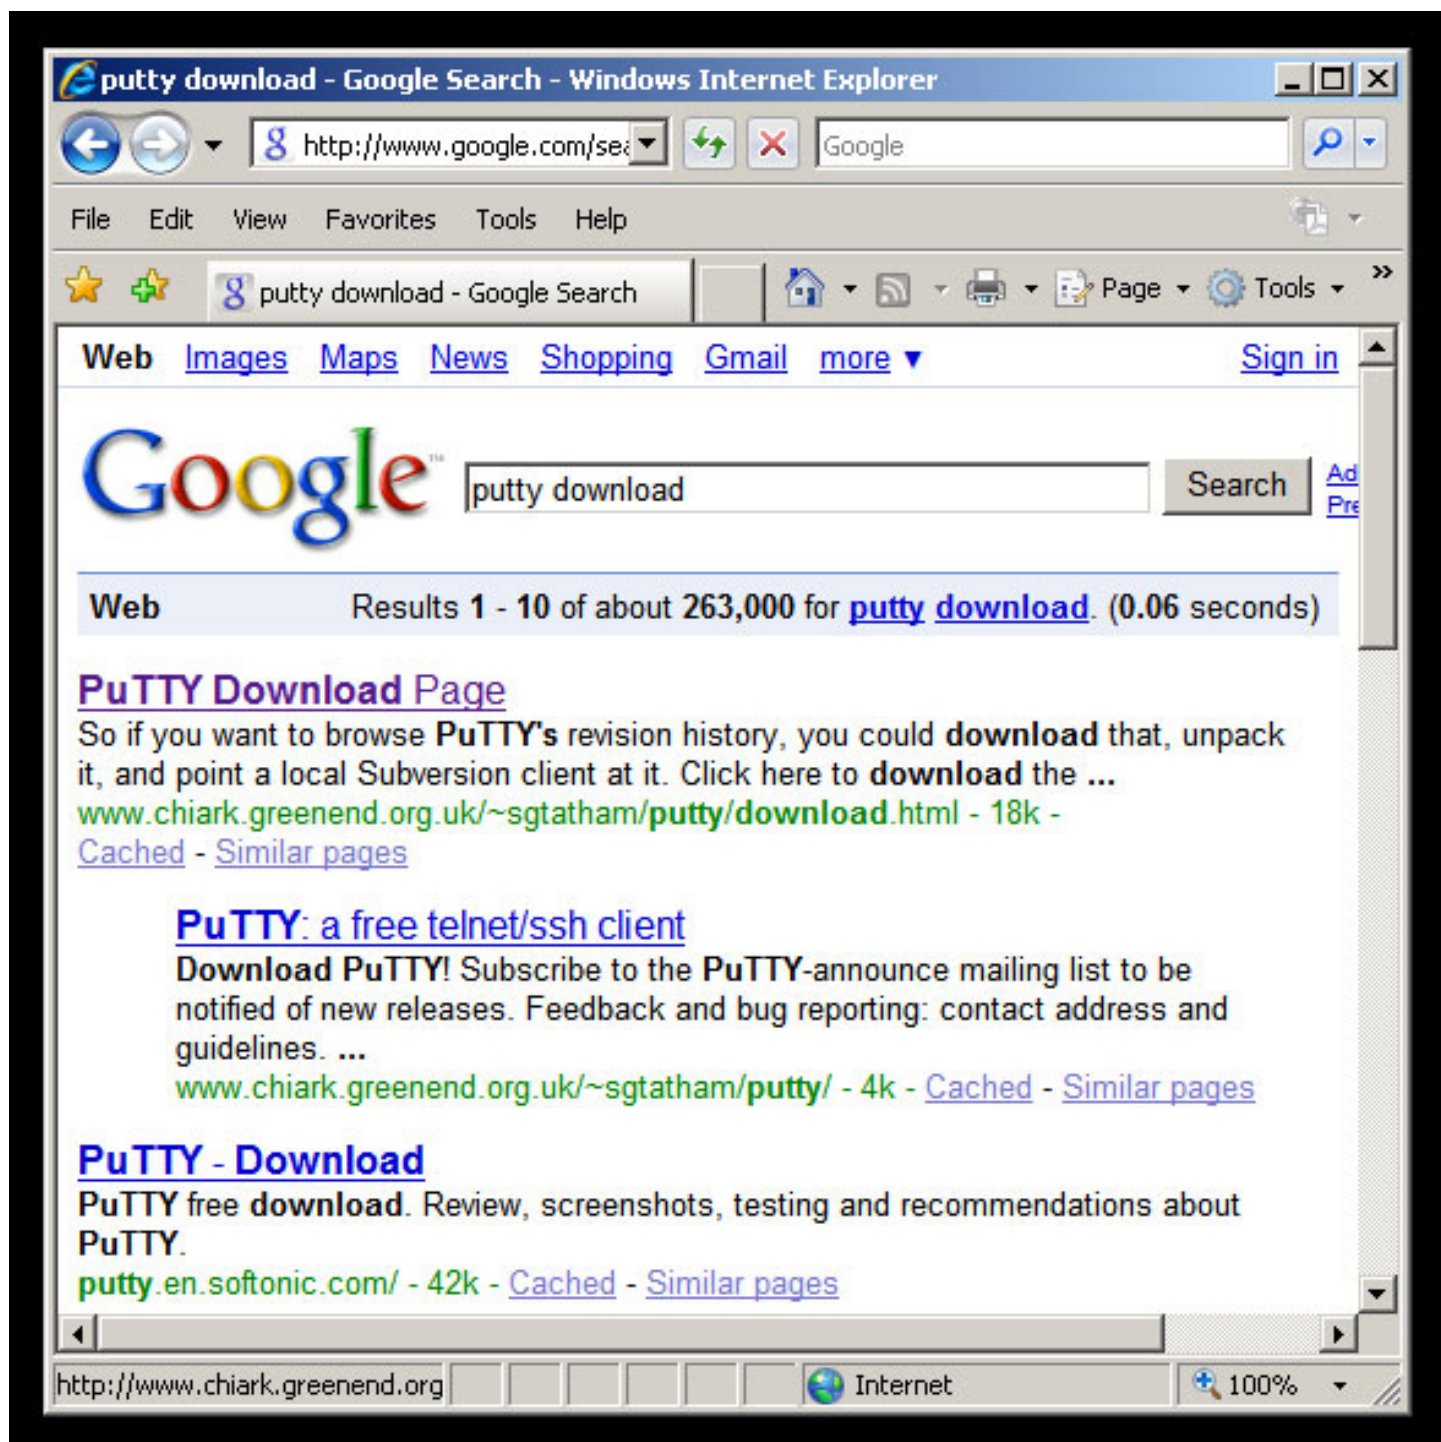 putty download - Google Search - Windows Internet Explorer
http://www.google.com/sea
Google
File Edit View Favorites Tools Help
putty download - Google Search
Page Tools »
Web Images Maps News Shopping Gmail more ▼ Sign in
Google™
putty download
Search
Ad
Pre
Web Results 1 - 10 of about 263,000 for putty download. (0.06 seconds)
PuTTY Download Page
So if you want to browse PuTTY's revision history, you could download that, unpack
it, and point a local Subversion client at it. Click here to download the ...
www.chiark.greenend.org.uk/~sgtatham/putty/download.html - 18k -
Cached - Similar pages
PuTTY: a free telnet/ssh client
Download PuTTY! Subscribe to the PuTTY-announce mailing list to be
notified of new releases. Feedback and bug reporting: contact address and
guidelines. ...
www.chiark.greenend.org.uk/~sgtatham/putty/ - 4k - Cached - Similar pages
PuTTY - Download
PuTTY free download. Review, screenshots, testing and recommendations about
PuTTY.
putty.en.softonic.com/ - 42k - Cached - Similar pages
http://www.chiark.greenend.org
Internet
100%